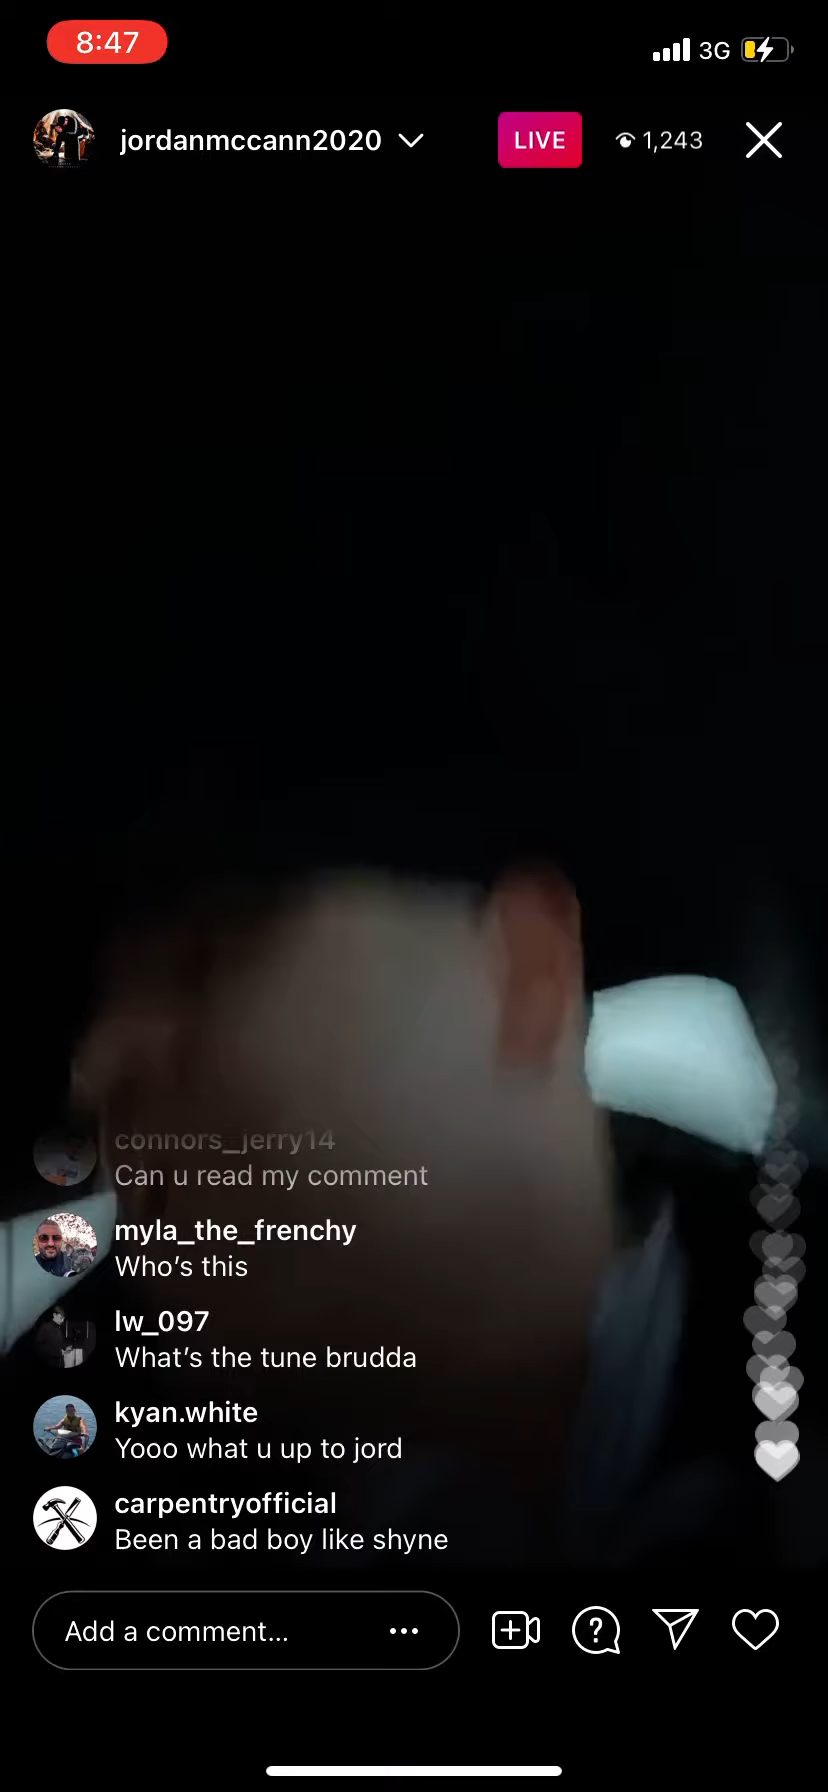 8:47
3G
jordanmccann2020
LIVE
1,243
connors_jerry14
Can u read my comment
myla_the_frenchy
Who's this
lw_097
What's the tune brudda
kyan.white
Yooo what u up to jord
carpentryofficial
Been a bad boy like shyne
Add a comment...